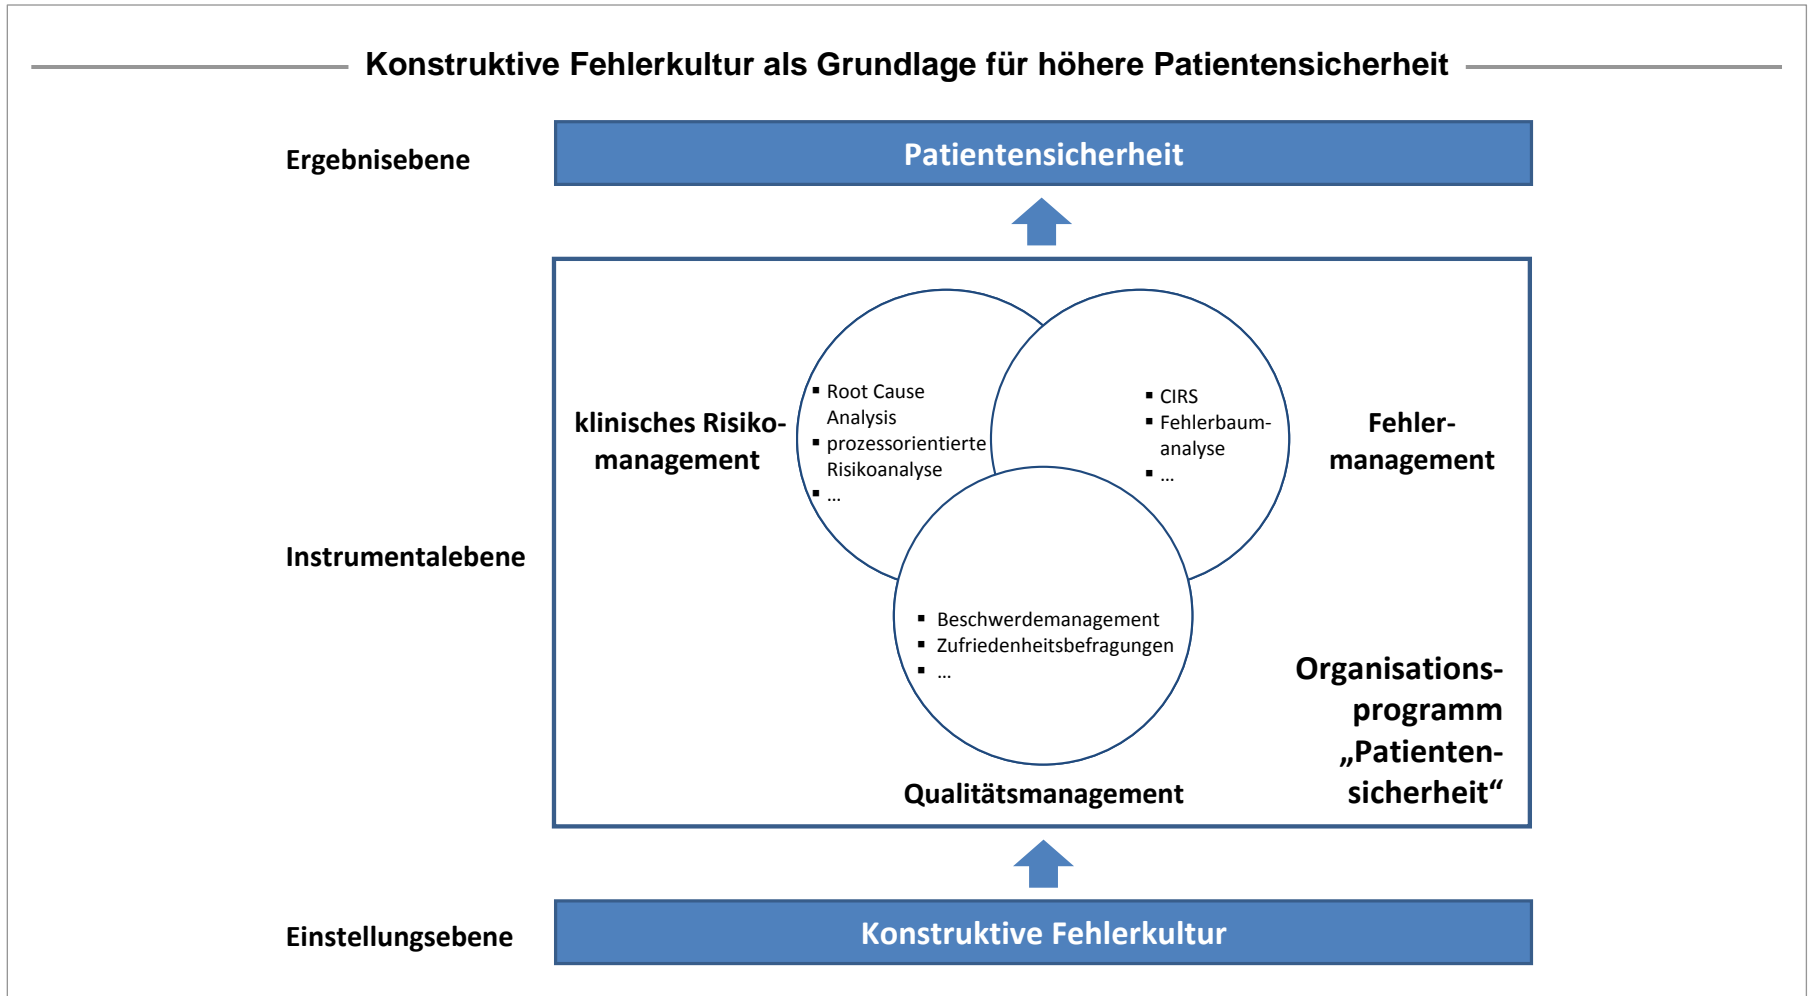 Konstruktive Fehlerkultur als Grundlage für höhere Patientensicherheit
Ergebnisebene
Patientensicherheit
klinisches Risiko-
management
▪ Root Cause
Analysis
▪ prozessorientierte
Risikoanalyse
▪ ...
▪ CIRS
▪ Fehlerbaum-
analyse
▪ ...
Fehler-
management
Instrumentalebene
▪ Beschwerdemanagement
▪ Zufriedenheitsbefragungen
▪ ...
Qualitätsmanagement
Organisations-
programm
„Patienten-
sicherheit“
Einstellungsebene
Konstruktive Fehlerkultur